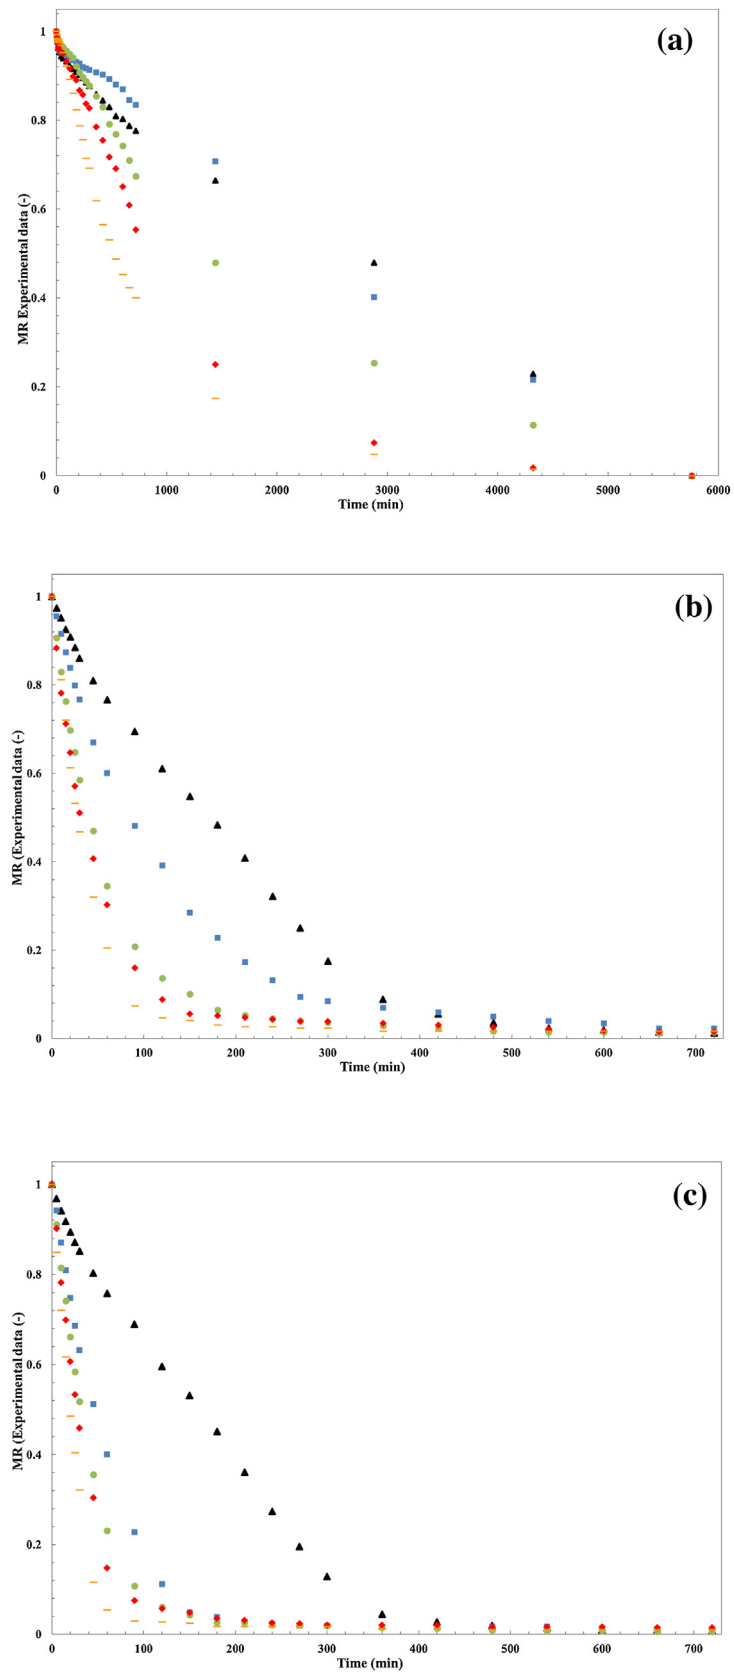 (a)
1
0.8
0.6
0.4
0.2
0
MR Experimental data (-)
0 1000 2000 3000 4000 5000 6000
Time (min)
(b)
1
0.8
0.6
0.4
0.2
0
MR (Experimental data (-)
0 100 200 300 400 500 600 700
Time (min)
(c)
1
0.8
0.6
0.4
0.2
0
MR (Experimental data (-)
0 100 200 300 400 500 600 700
Time (min)